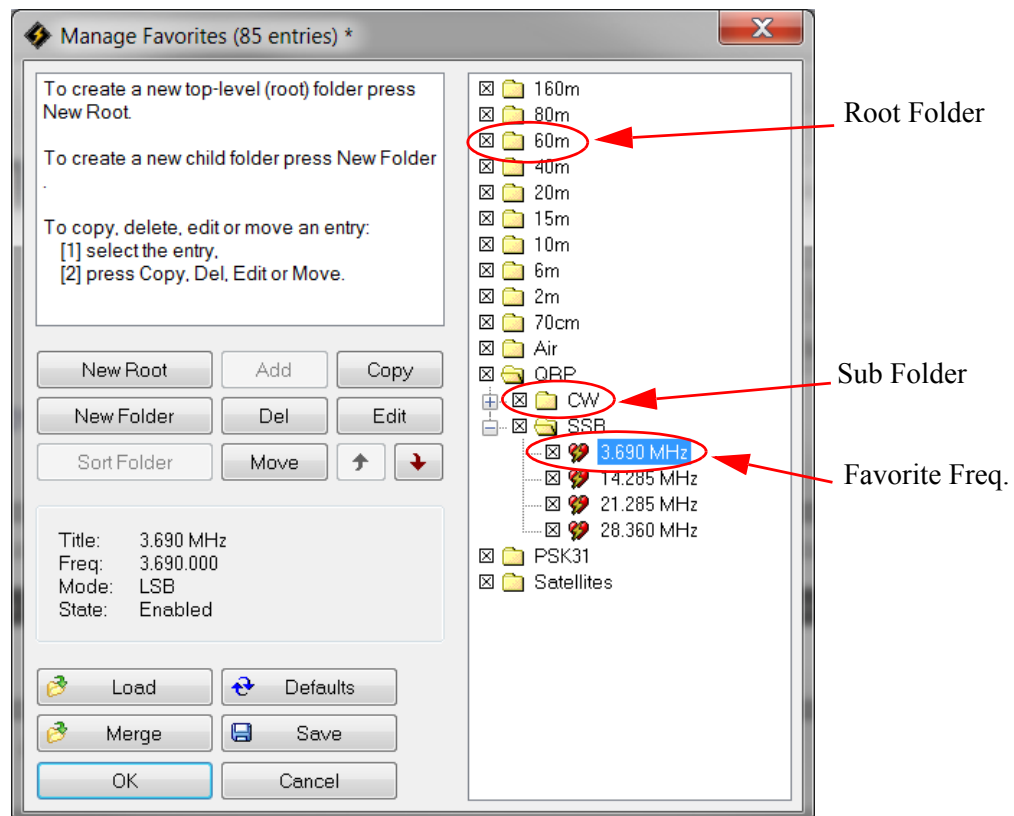 Manage Favorites (85 entries) *
To create a new top-level (root) folder press
New Root.
To create a new child folder press New Folder
.
To copy, delete, edit or move an entry:
[1] select the entry,
[2] press Copy, Del, Edit or Move.
New Root
Add
Copy
New Folder
Del
Edit
Sort Folder
Move
Title: 3.690 MHz
Freq: 3.690.000
Mode: LSB
State: Enabled
Load
Defaults
Merge
Save
OK
Cancel
160m
80m
60m
40m
20m
15m
10m
6m
2m
70cm
Air
QRP
CW
SSB
3.690 MHz
14.285 MHz
21.285 MHz
28.360 MHz
PSK31
Satellites
Root Folder
Sub Folder
Favorite Freq.